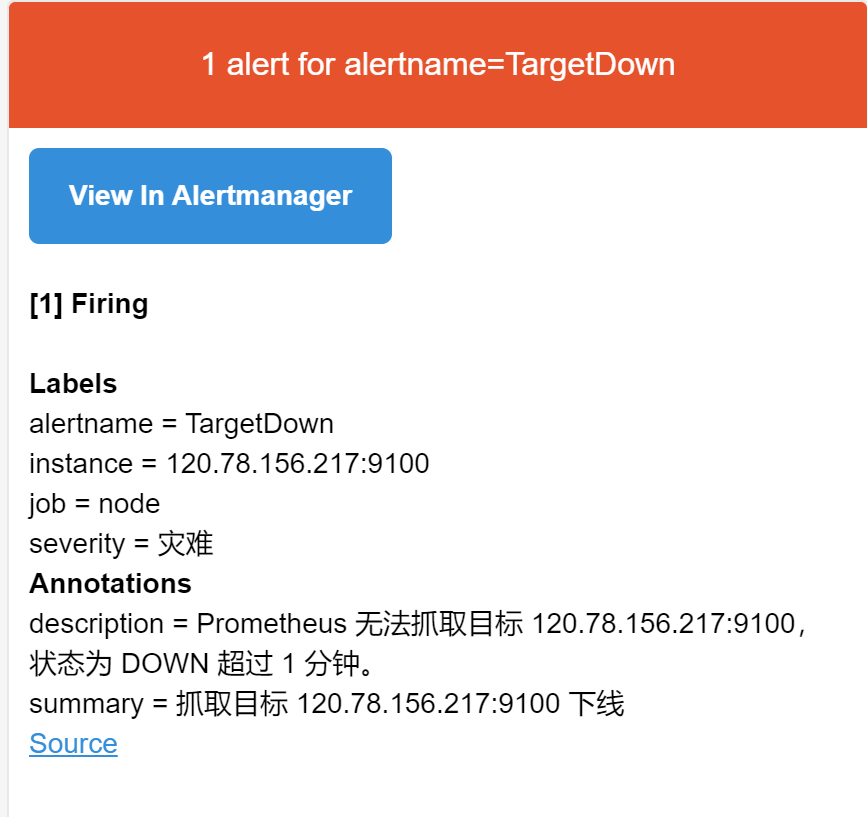 1 alert for alertname=TargetDown
View In Alertmanager
[1] Firing
Labels
alertname = TargetDown
instance = 120.78.156.217:9100
job = node
severity = 灾难
Annotations
description = Prometheus 无法抓取目标 120.78.156.217:9100，
状态为 DOWN 超过 1 分钟。
summary = 抓取目标 120.78.156.217:9100 下线
Source